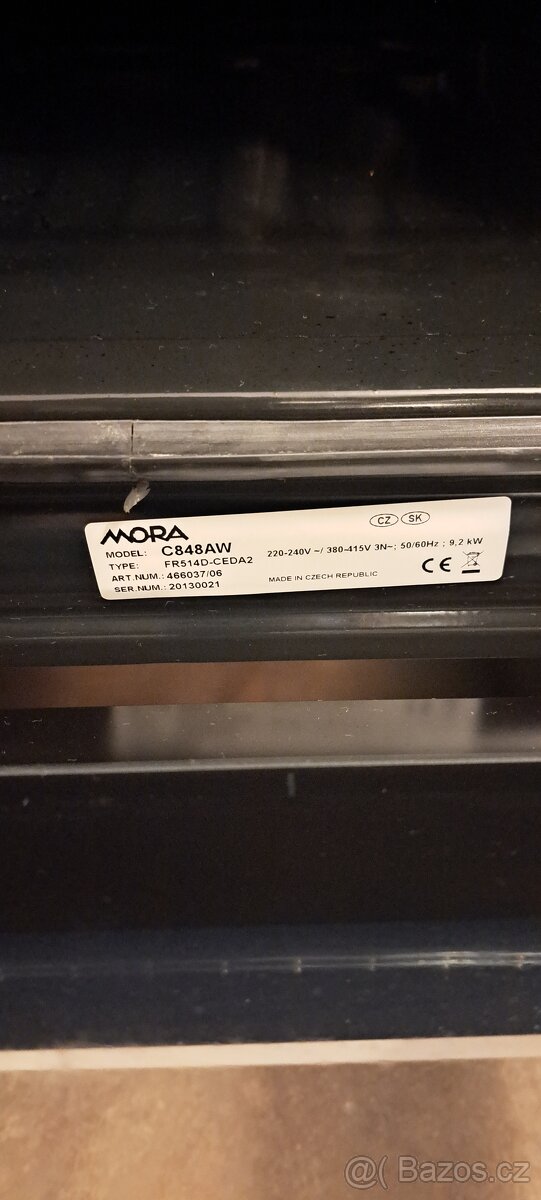 MORA
CZ SK
MODEL: C848AW
220-240V ~/ 380-415V 3N~; 50/60Hz ; 9,2 kW
TYPE: FR514D-CEDA2
ART.NUM.: 466037/06
MADE IN CZECH REPUBLIC
CE
SER.NUM.: 20130021
@( Bazos.cz